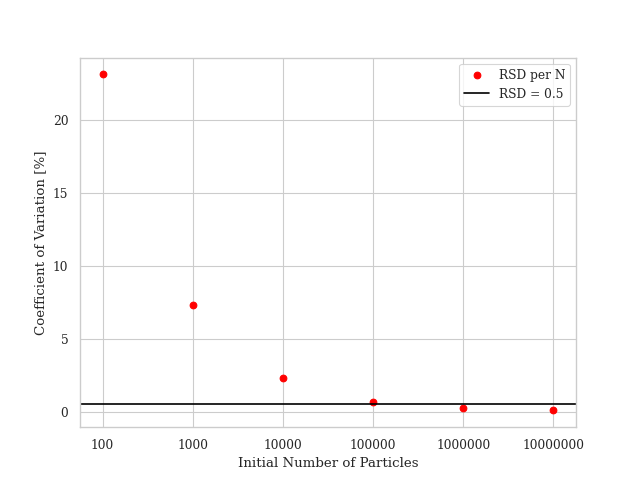 RSD per N
RSD = 0.5
20
15
10
5
0
Coefficient of Variation [%]
100 1000 10000 100000 1000000 10000000
Initial Number of Particles